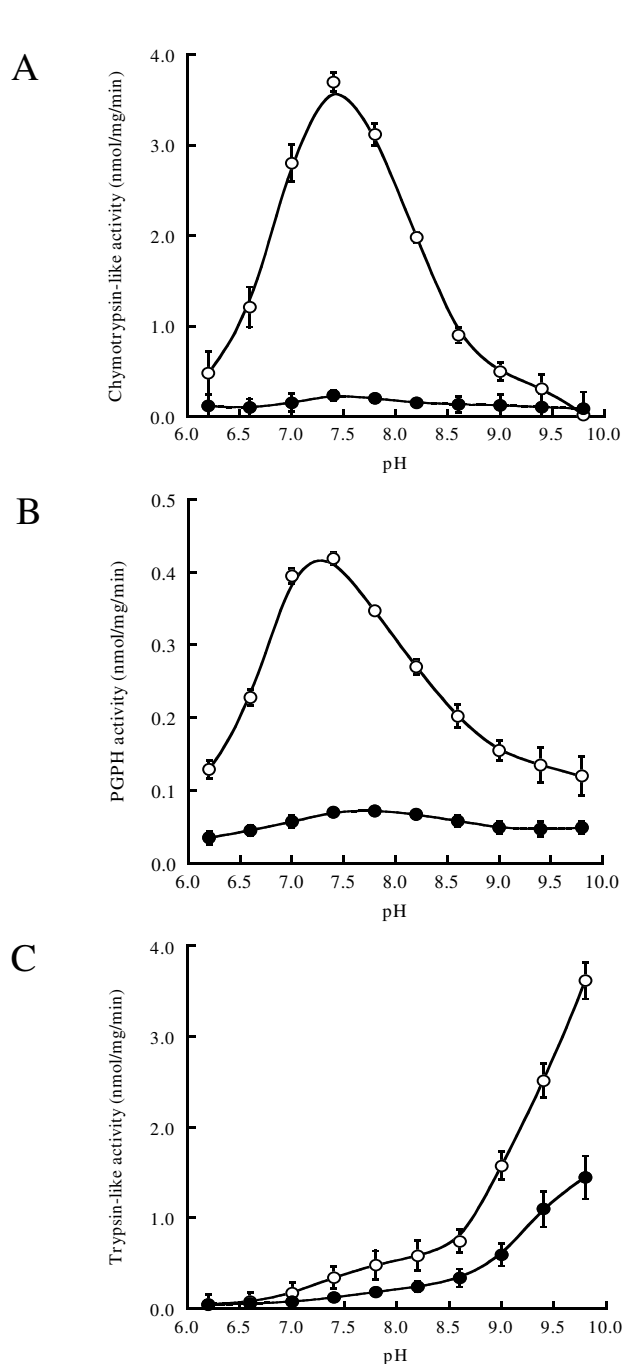 A
Chymotrypsin-like activity (nmol/mg/min)
4.0
3.0
2.0
1.0
0.0
6.0 6.5 7.0 7.5 8.0 8.5 9.0 9.5 10.0
pH
B
PGPH activity (nmol/mg/min)
0.5
0.4
0.3
0.2
0.1
0.0
6.0 6.5 7.0 7.5 8.0 8.5 9.0 9.5 10.0
pH
C
Trypsin-like activity (nmol/mg/min)
4.0
3.0
2.0
1.0
0.0
6.0 6.5 7.0 7.5 8.0 8.5 9.0 9.5 10.0
pH